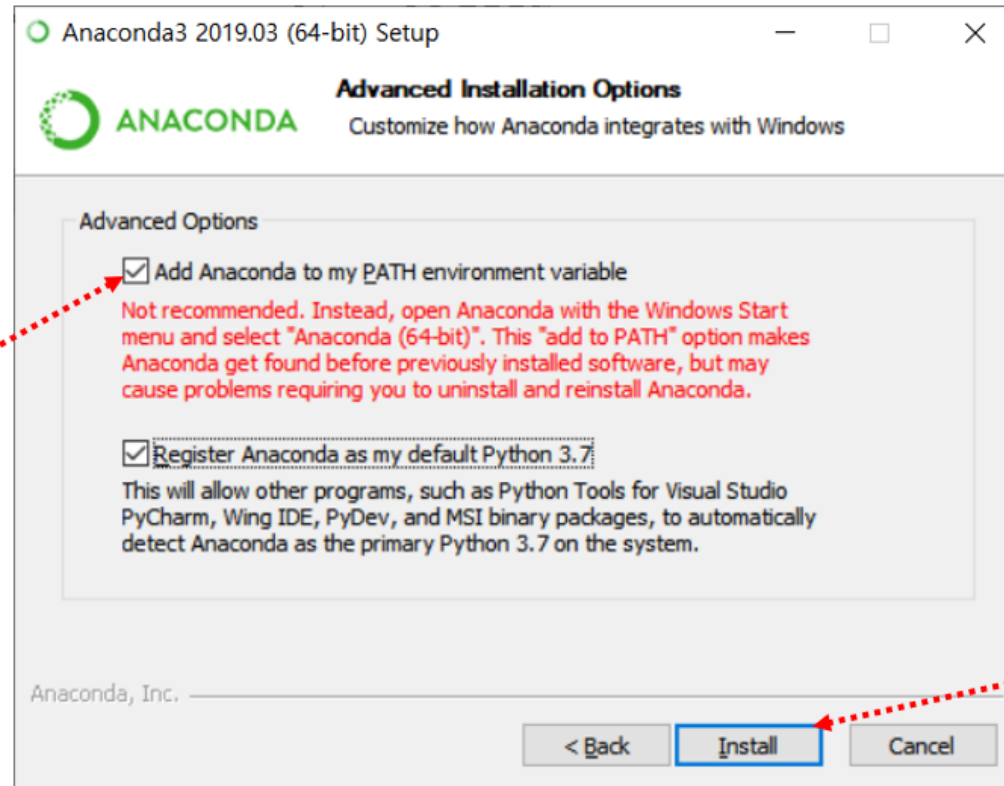 Anaconda3 2019.03 (64-bit) Setup
ANACONDA
Advanced Installation Options
Customize how Anaconda integrates with Windows
Advanced Options
Add Anaconda to my PATH environment variable
Not recommended. Instead, open Anaconda with the Windows Start
menu and select "Anaconda (64-bit)". This "add to PATH" option makes
Anaconda get found before previously installed software, but may
cause problems requiring you to uninstall and reinstall Anaconda.
Register Anaconda as my default Python 3.7
This will allow other programs, such as Python Tools for Visual Studio
PyCharm, Wing IDE, PyDev, and MSI binary packages, to automatically
detect Anaconda as the primary Python 3.7 on the system.
Anaconda, Inc.
< Back
Install
Cancel